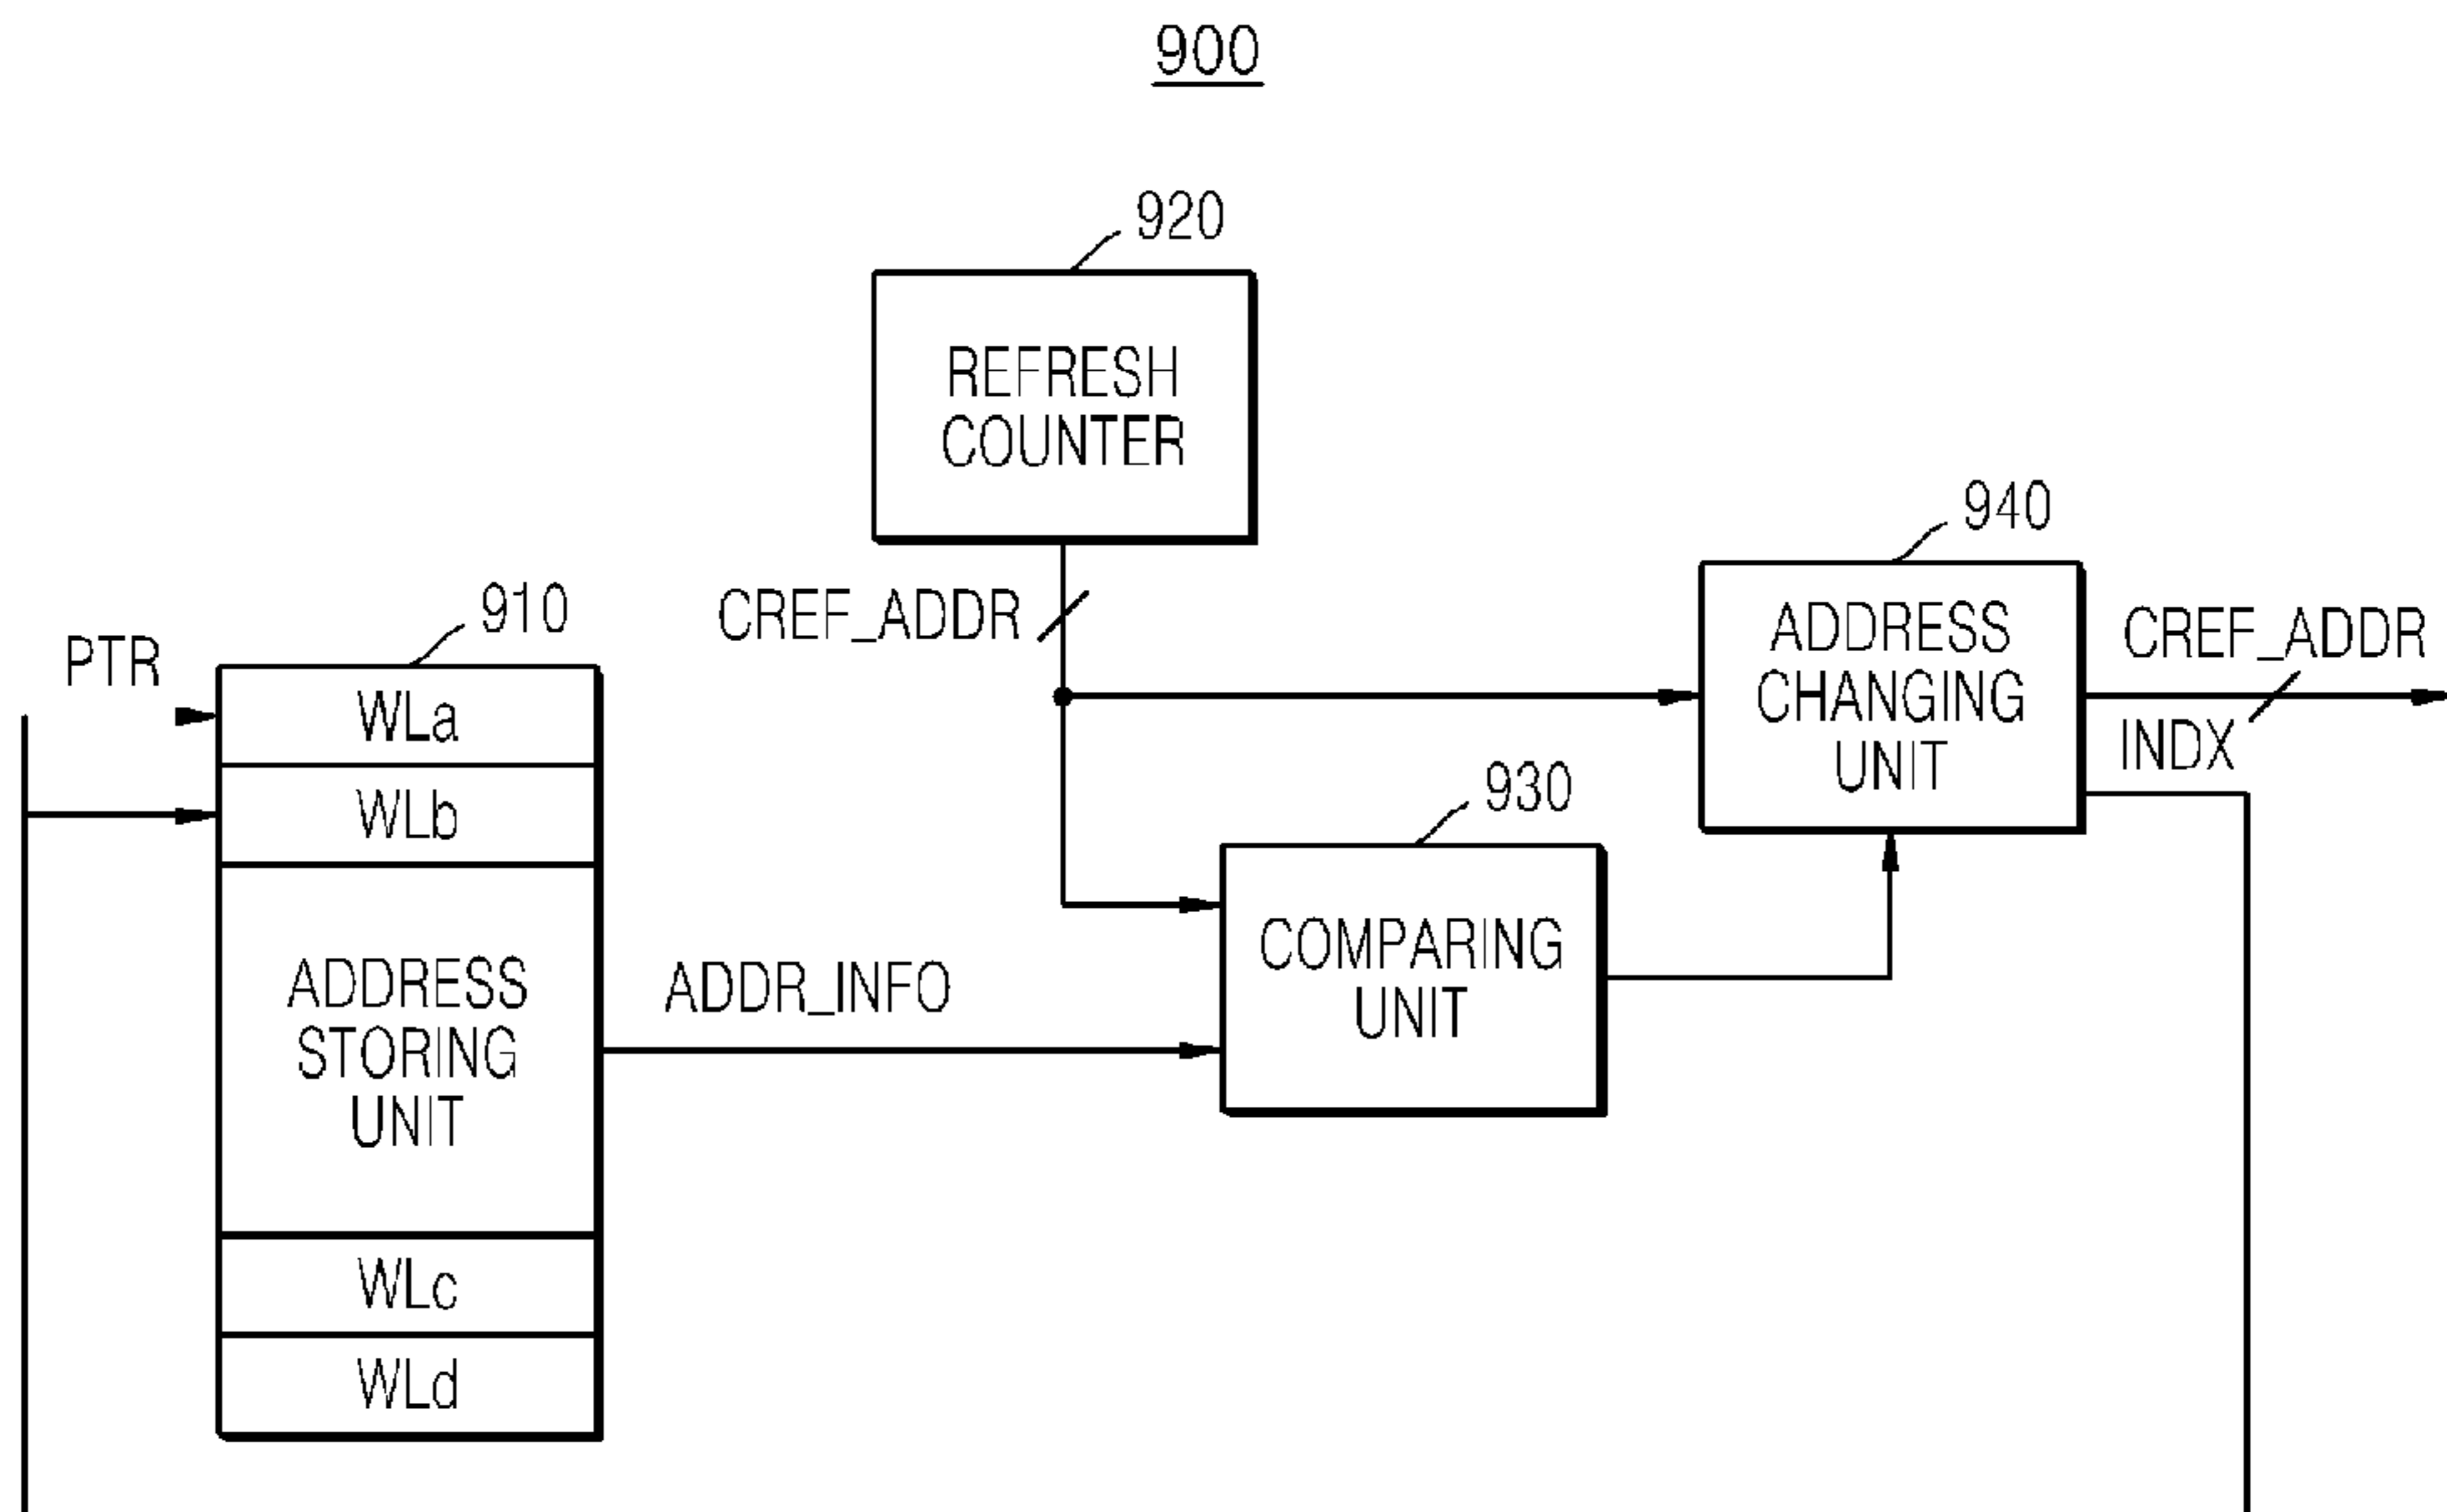 900
920
REFRESH
COUNTER
940
910
CREF_ADDR
ADDRESS
CHANGING
UNIT
CREF_ADDR
INDX
PTR
WLa
WLb
930
COMPARING
UNIT
ADDRESS
STORING
UNIT
ADDR_INFO
WLc
WLd